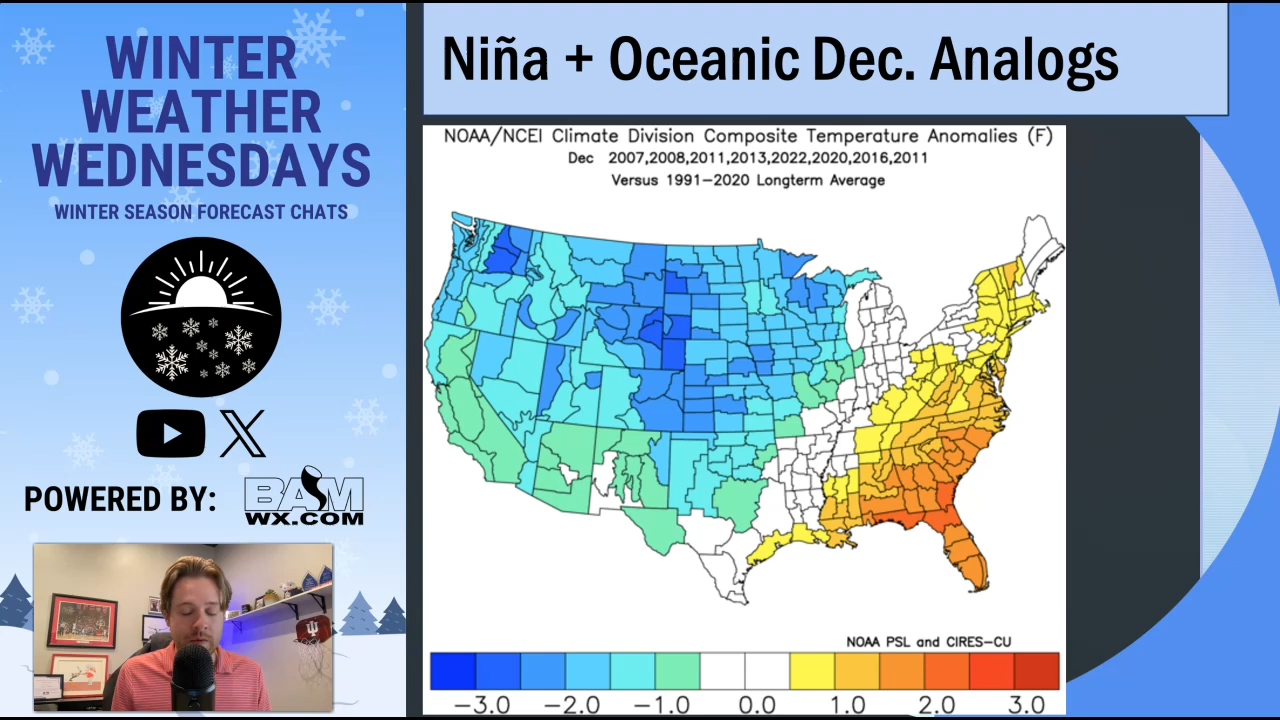 WINTER
WEATHER
WEDNESDAYS
WINTER SEASON FORECAST CHATS
POWERED BY:
BAM
WX.COM
Niña + Oceanic Dec. Analogs
NOAA/NCEI Climate Division Composite Temperature Anomalies (F)
Dec 2007,2008,2011,2013,2022,2020,2016,2011
Versus 1991–2020 Longterm Average
NOAA PSL and CIRES–CU
−3.0 −2.0 −1.0 0.0 1.0 2.0 3.0